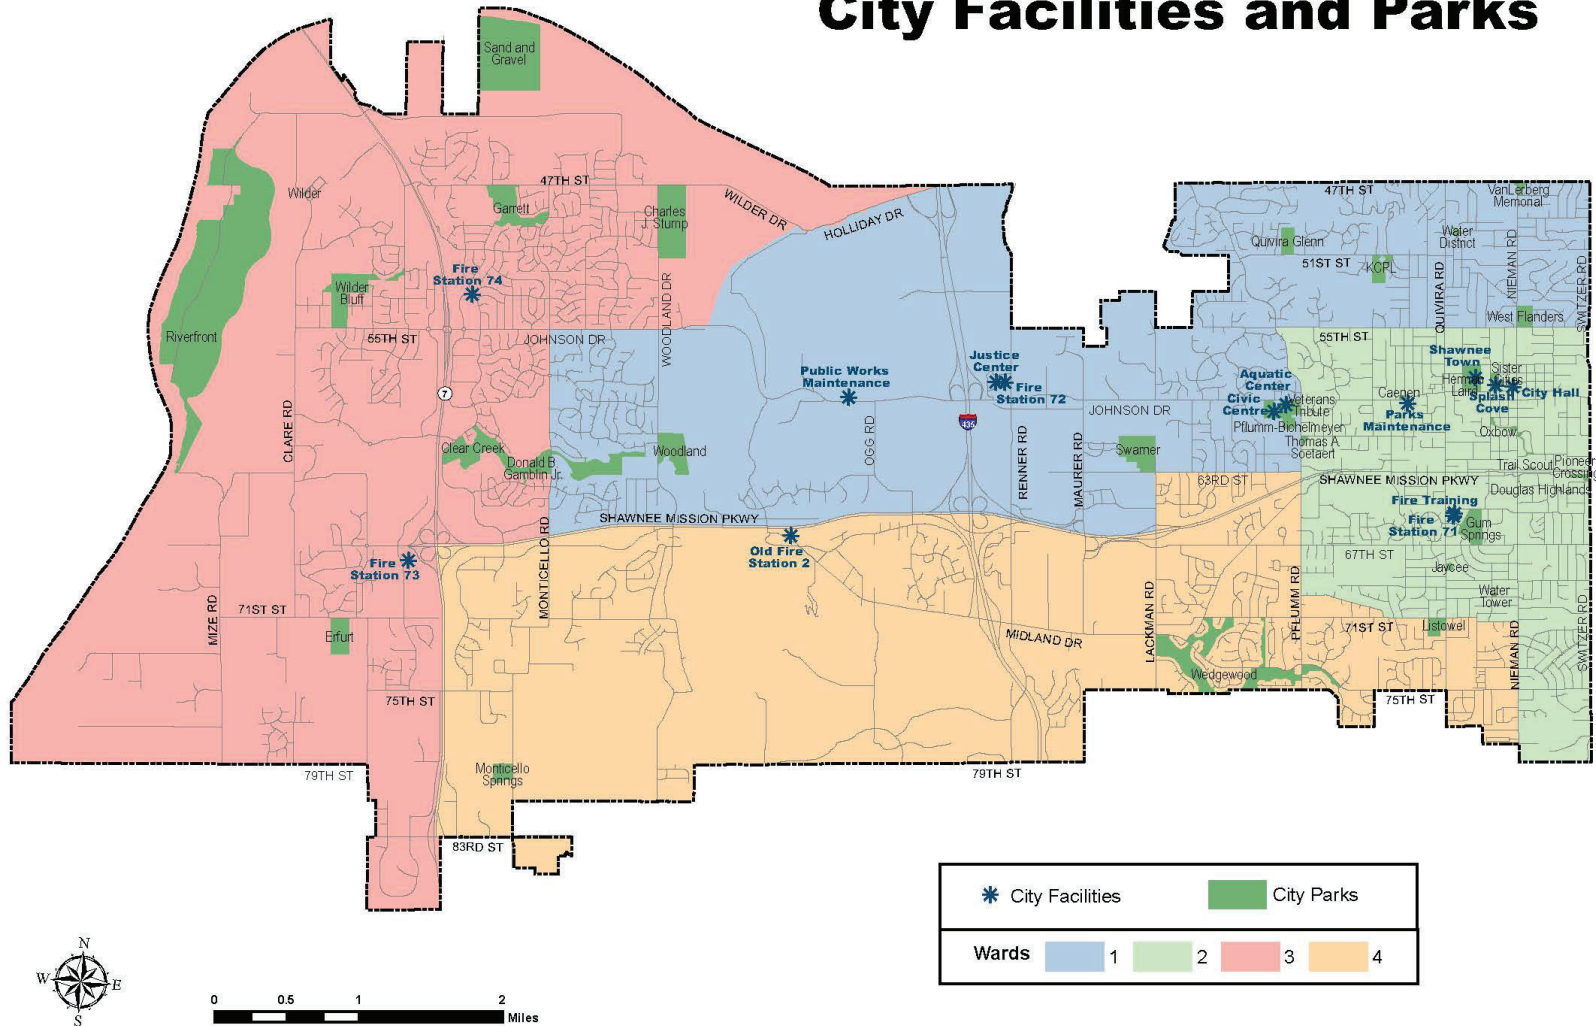 City Facilities and Parks
Sand and
Gravel
Wilder
47TH ST
Garrett
Charles
J. Stump
WILDER DR
HOLLIDAY DR
47TH ST
VanLerberg
Memorial
Quivira Glenn
Water
District
51ST ST
KCPL
QUIVIRA RD
NIEMAN RD
SWITZER RD
Fire
Station 74
Wilder
Bluff
WOODLAND DR
West Flanders
Riverfront
55TH ST
JOHNSON DR
55TH ST
Shawnee
Town
Sister
Justice
Center
Fire
Station 72
Public Works
Maintenance
Aquatic
Center
Civic
Centre
Veterans
Tribute
Caenen
Parks
Maintenance
Splash
Cove
City Hall
7
435
JOHNSON DR
Pflumm-Bichelmeyer
Thomas A.
Soetaert
Oxbow
CLARE RD
Clear Creek
Donald B.
Gamblin Jr.
Woodland
OGG RD
RENNER RD
MAURER RD
Swarner
Trail Scout
Pioneer
Crossing
63RD ST
SHAWNEE MISSION PKWY
Douglas Highlands
Fire Training
Fire
Station 71
Gum
Springs
SHAWNEE MISSION PKWY
MONTICELLO RD
Old Fire
Station 2
Fire
Station 73
67TH ST
Jaycee
Water
Tower
MIZE RD
71ST ST
Erfurt
MIDLAND DR
LACKMAN RD
PFLUMM RD
71ST ST
Listowel
NIEMAN RD
SWITZER RD
Wedgewood
75TH ST
75TH ST
Monticello
Springs
79TH ST
79TH ST
83RD ST
City Facilities
City Parks
Wards
1
2
3
4
N
W
E
S
0
0.5
1
2
Miles